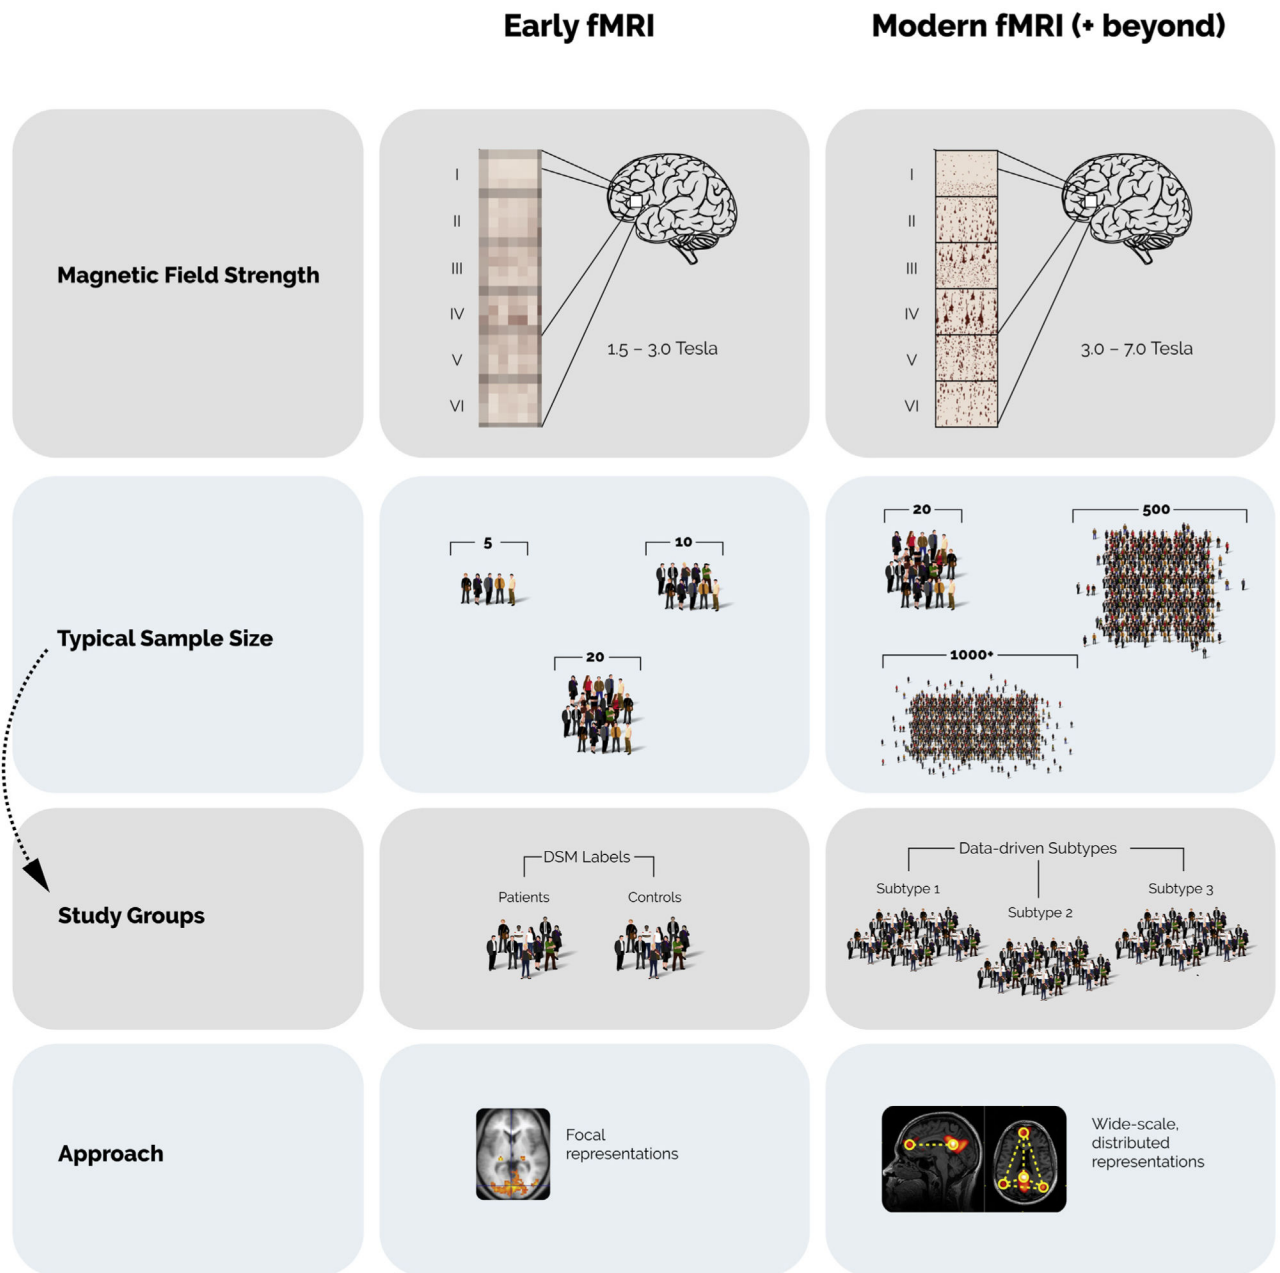 Early fMRI
Modern fMRI (+ beyond)
Magnetic Field Strength
I
II
III
IV
V
VI
1.5 – 3.0 Tesla
I
II
III
IV
V
VI
3.0 – 7.0 Tesla
Typical Sample Size
5
10
20
20
500
1000+
Study Groups
DSM Labels
Patients
Controls
Data-driven Subtypes
Subtype 1
Subtype 2
Subtype 3
Approach
Focal
representations
Wide-scale,
distributed
representations